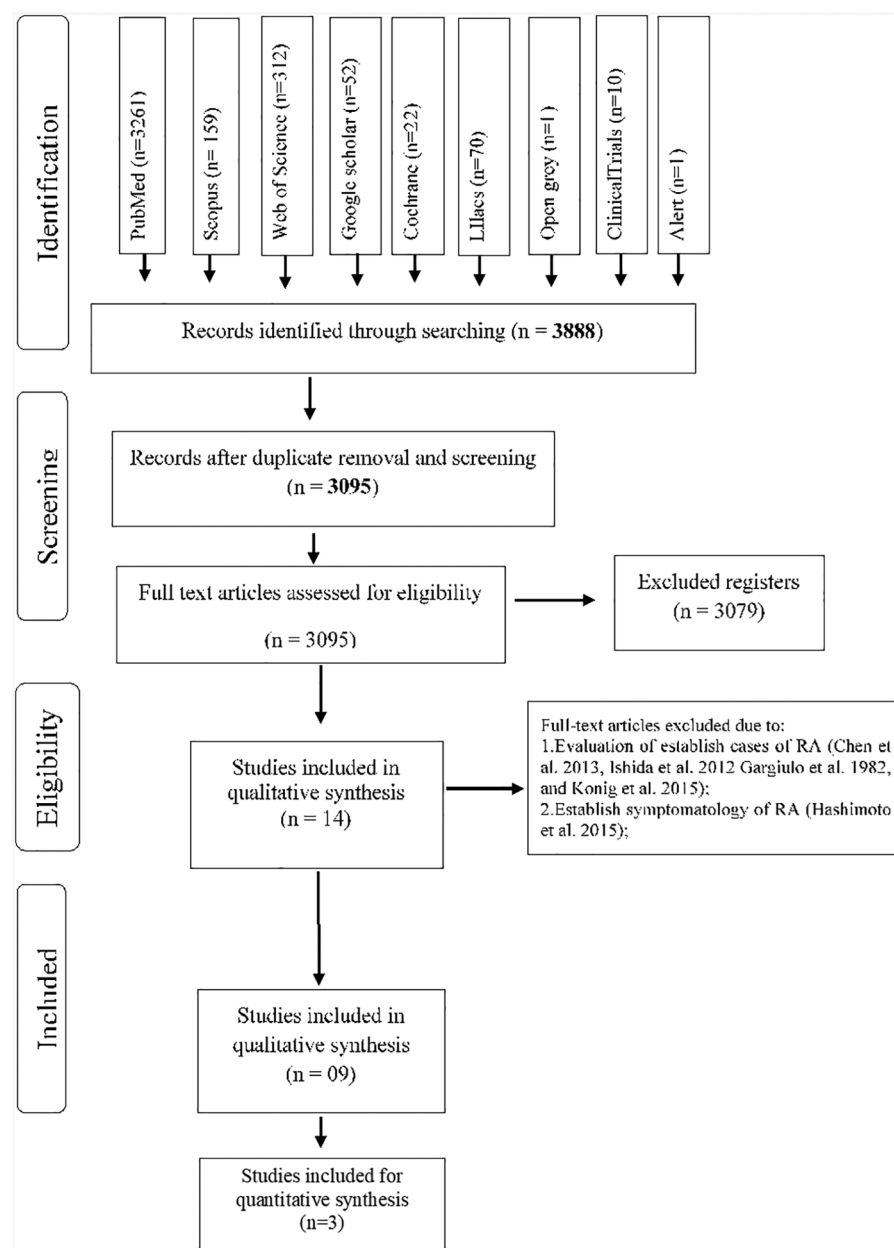 Identification
PubMed (n=3261)
Scopus (n= 159)
Web of Science (n=312)
Google scholar (n=52)
Cochrane (n=22)
LIlacs (n=70)
Open grey (n=1)
ClinicalTrials (n=10)
Alert (n=1)
Records identified through searching (n = 3888)
Screening
Records after duplicate removal and screening
(n = 3095)
Full text articles assessed for eligibility
(n = 3095)
Excluded registers
(n = 3079)
Eligibility
Studies included in
qualitative synthesis
(n = 14)
Full-text articles excluded due to:
1.Evaluation of establish cases of RA (Chen et
al. 2013, Ishida et al. 2012 Gargiulo et al. 1982,
and Konig et al. 2015);
2.Establish symptomatology of RA (Hashimoto
et al. 2015);
Included
Studies included in
qualitative synthesis
(n = 09)
Studies included for
quantitative synthesis
(n=3)